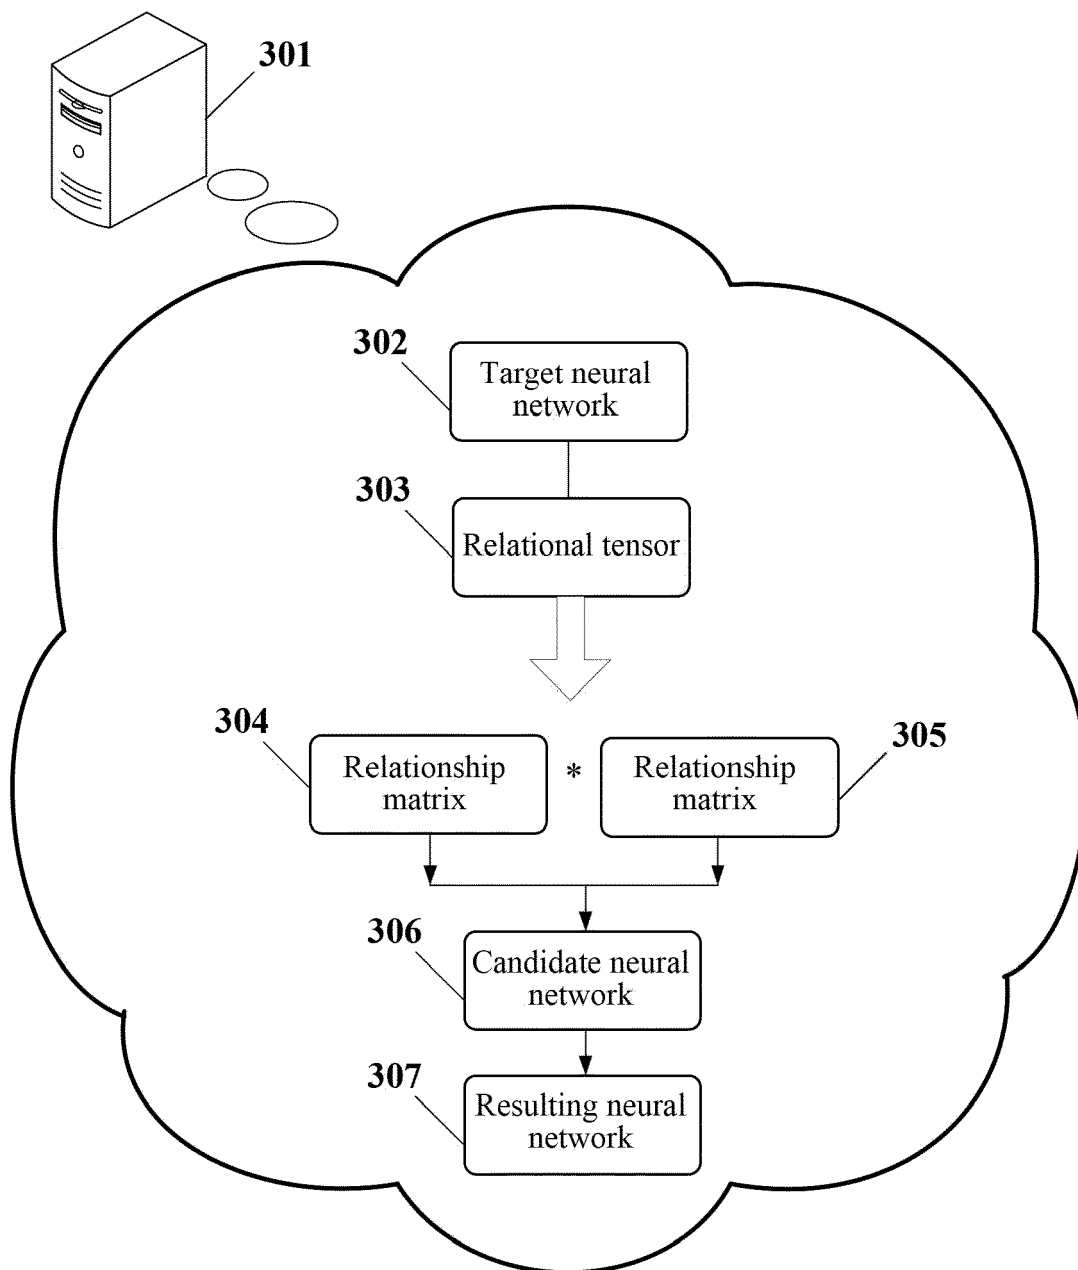 301
302
Target neural
network
303
Relational tensor
304
Relationship
matrix
*
305
Relationship
matrix
306
Candidate neural
network
307
Resulting neural
network